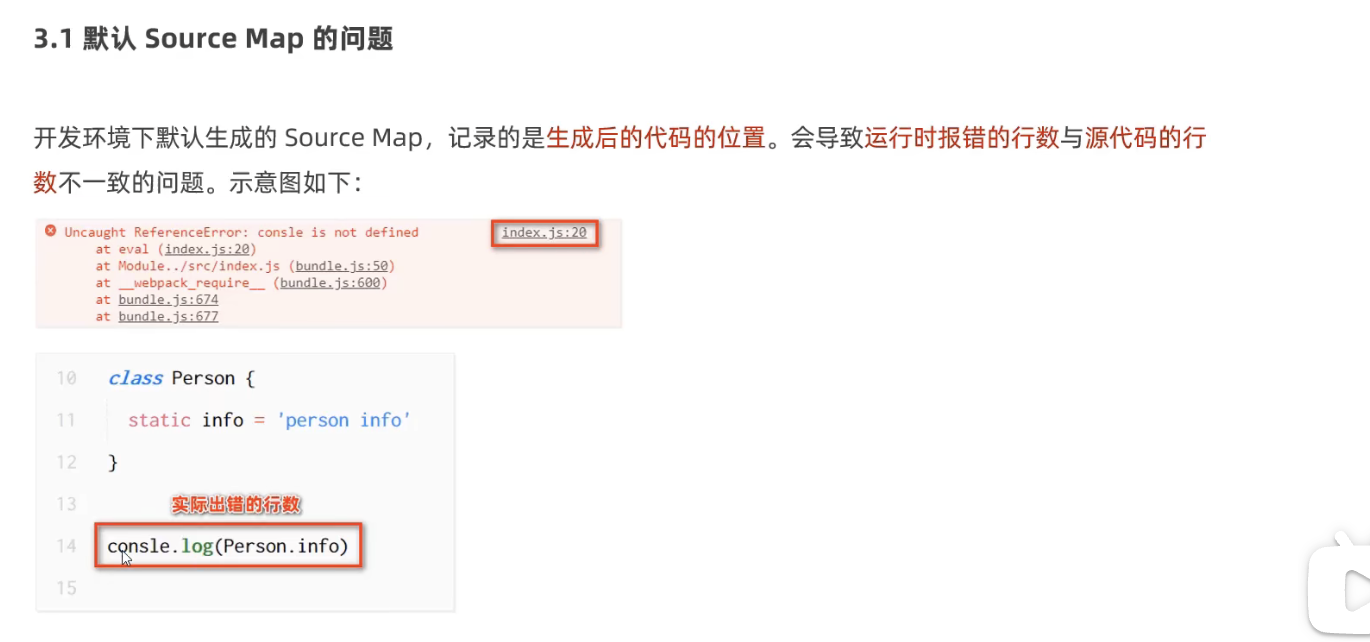 3.1 默认 Source Map 的问题
开发环境下默认生成的 Source Map，记录的是生成后的代码的位置。会导致运行时报错的行数与源代码的行
数不一致的问题。示意图如下：
Uncaught ReferenceError: consle is not defined index.js:20
at eval (index.js:20)
at Module../src/index.js (bundle.js:50)
at __webpack_require__ (bundle.js:600)
at bundle.js:674
at bundle.js:677
10 class Person {
11 static info = 'person info'
12 }
13 实际出错的行数
14 consle.log(Person.info)
15